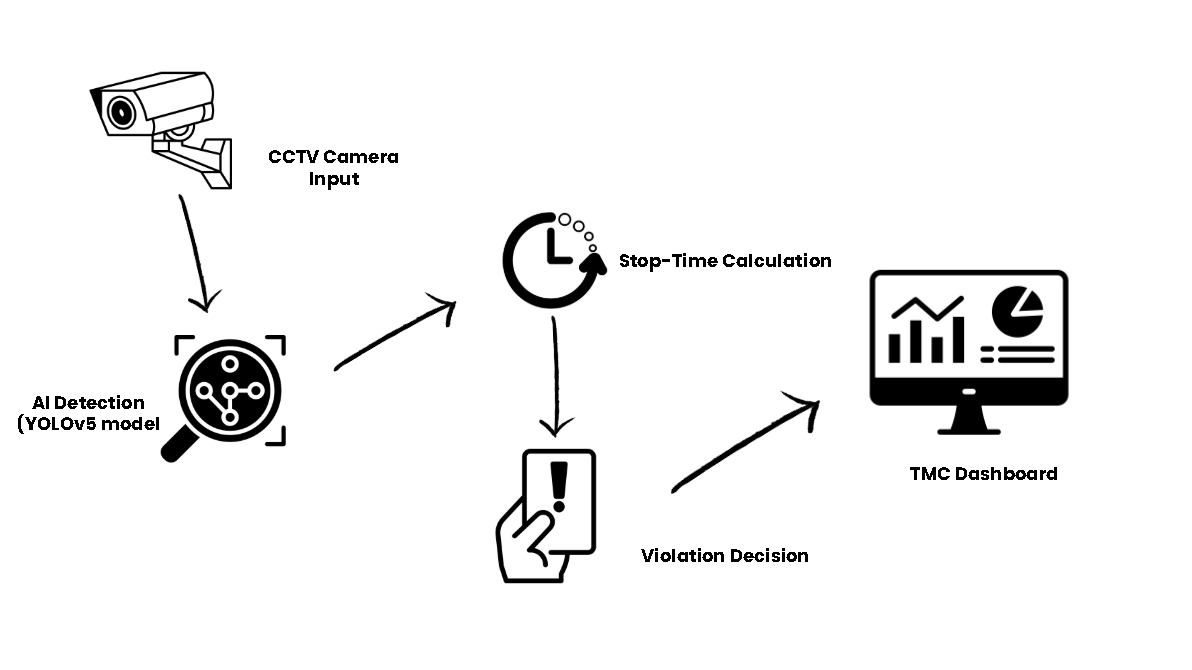 CCTV Camera
Input
Stop-Time Calculation
AI Detection
(YOLOv5 model
TMC Dashboard
Violation Decision